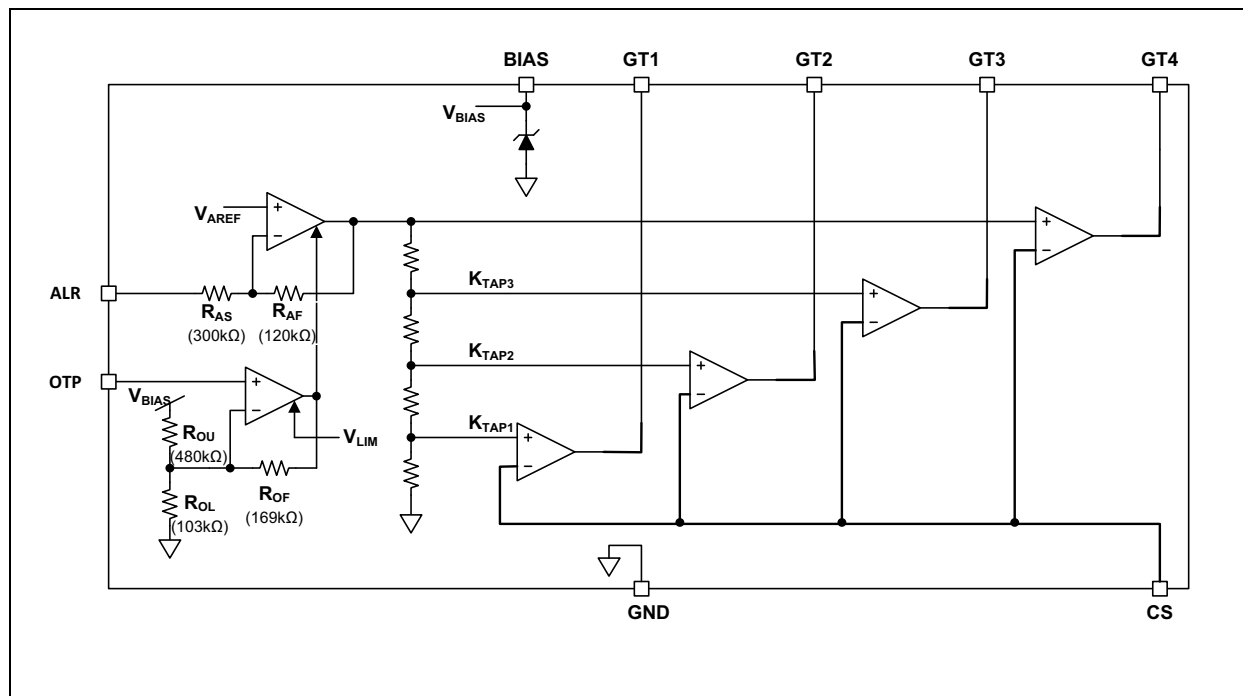 BIAS GT1 GT2 GT3 GT4
VBIAS
+
VAREF
−
+
−
ALR
KTAP3
+
−
RAS RAF
(300kΩ) (120kΩ)
KTAP2
+
−
OTP
+
VBIAS
−
ROU
(480kΩ)
VLIM
KTAP1
+
−
ROL
(103kΩ)
ROF
(169kΩ)
GND CS